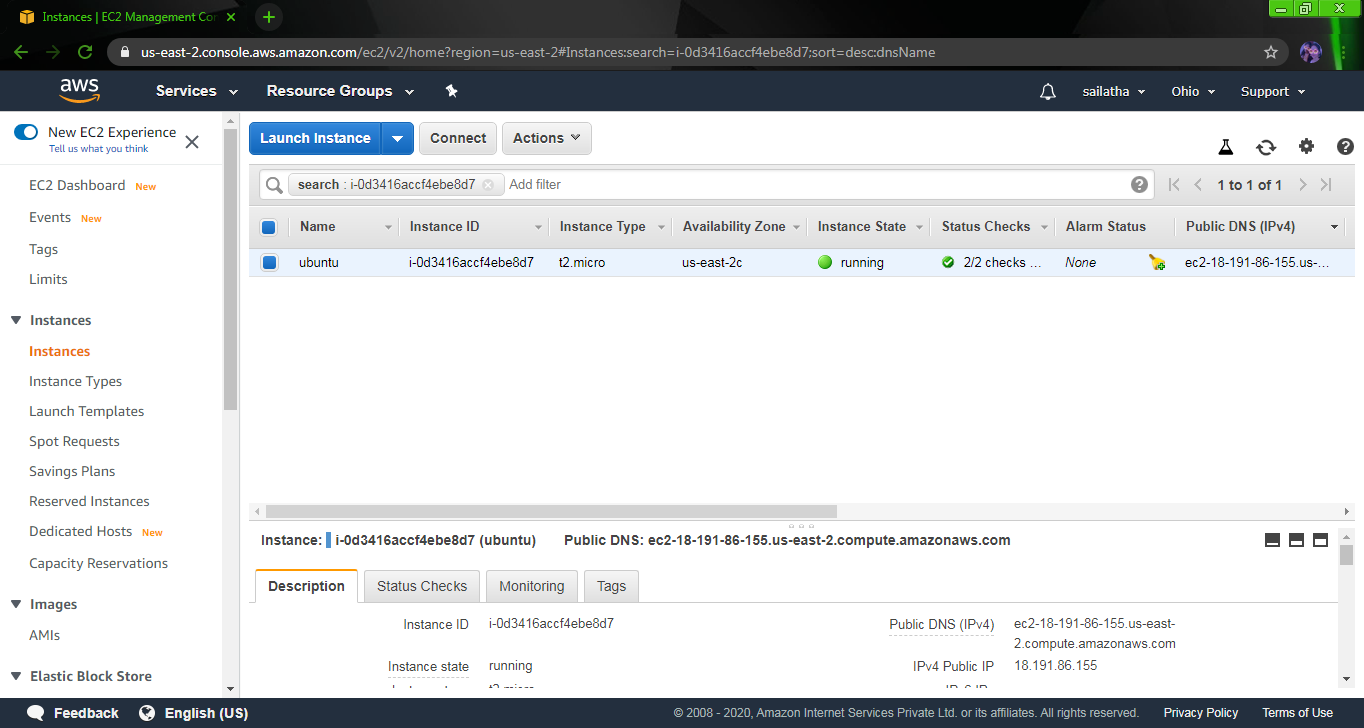 Instances | EC2 Management Con
us-east-2.console.aws.amazon.com/ec2/v2/home?region=us-east-2#Instances:search=i-0d3416accf4ebe8d7;sort=desc:dnsName
aws
Services
Resource Groups
sailatha
Ohio
Support
New EC2 Experience
Tell us what you think
EC2 Dashboard New
Events New
Tags
Limits
Instances
Instances
Instance Types
Launch Templates
Spot Requests
Savings Plans
Reserved Instances
Dedicated Hosts New
Capacity Reservations
Images
AMIs
Elastic Block Store
Launch Instance
Connect
Actions
search : i-0d3416accf4ebe8d7 Add filter
1 to 1 of 1
Name Instance ID Instance Type Availability Zone Instance State Status Checks Alarm Status Public DNS (IPv4)
ubuntu i-0d3416accf4ebe8d7 t2.micro us-east-2c running 2/2 checks ... None ec2-18-191-86-155.us-...
Instance: i-0d3416accf4ebe8d7 (ubuntu) Public DNS: ec2-18-191-86-155.us-east-2.compute.amazonaws.com
Description
Status Checks
Monitoring
Tags
Instance ID i-0d3416accf4ebe8d7
Instance state running
t2.micro
Public DNS (IPv4) ec2-18-191-86-155.us-east-
2.compute.amazonaws.com
IPv4 Public IP 18.191.86.155
Feedback
English (US)
© 2008 - 2020, Amazon Internet Services Private Ltd. or its affiliates. All rights reserved.
Privacy Policy
Terms of Use